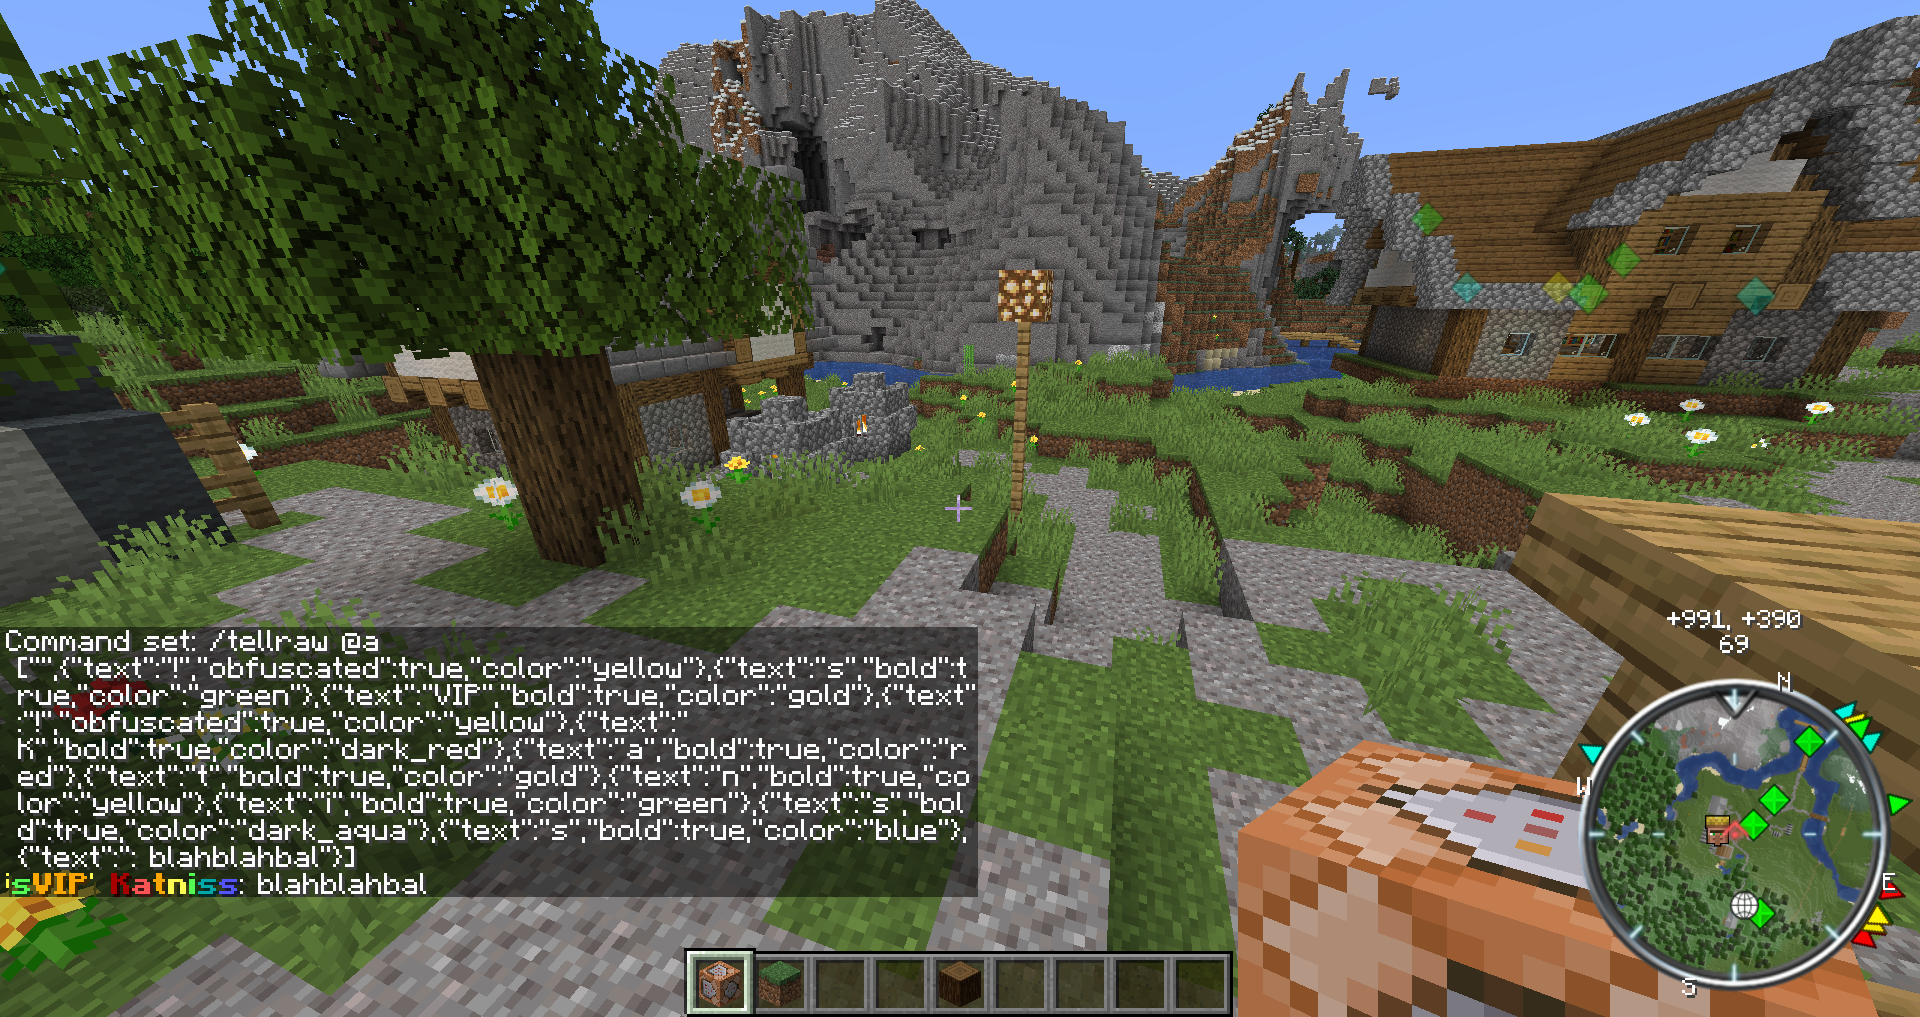 Command set: /tellraw @a
["",{"text":"!","obfuscated":true,"color":"yellow"},{"text":"s","bold":t
rue,"color":"green"},{"text":"VIP","bold":true,"color":"gold"},{"text"
:"!","obfuscated":true,"color":"yellow"},{"text":"
K","bold":true,"color":"dark_red"},{"text":"a","bold":true,"color":"r
ed"},{"text":"t","bold":true,"color":"gold"},{"text":"n","bold":true,"co
lor":"yellow"},{"text":"i","bold":true,"color":"green"},{"text":"s","bol
d":true,"color":"dark_aqua"},{"text":"s","bold":true,"color":"blue"},
{"text":": blahblahbal"}]
sVIP Katniss: blahblahbal
+991, +390
69
N
W
E
S